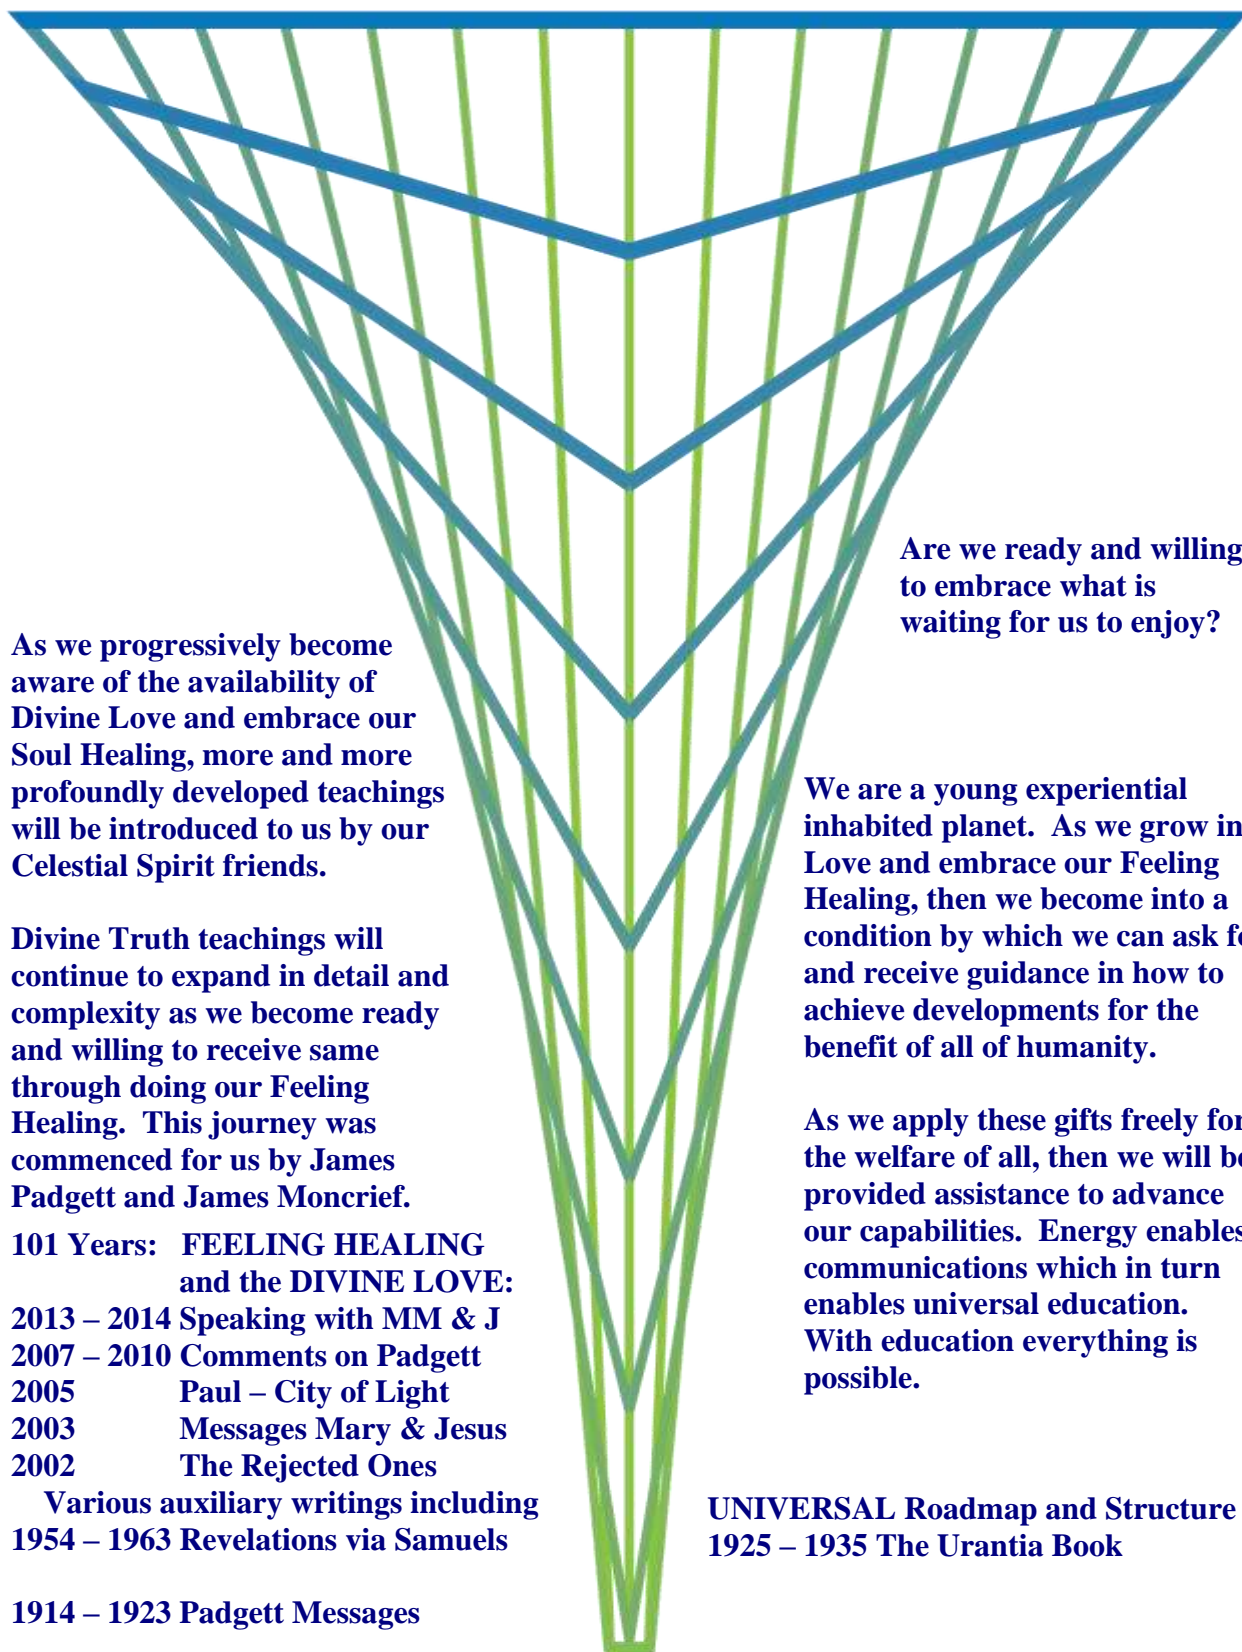 Are we ready and willing
to embrace what is
waiting for us to enjoy?
As we progressively become
aware of the availability of
Divine Love and embrace our
Soul Healing, more and more
profoundly developed teachings
will be introduced to us by our
Celestial Spirit friends.
Divine Truth teachings will
continue to expand in detail and
complexity as we become ready
and willing to receive same
through doing our Feeling
Healing.  This journey was
commenced for us by James
Padgett and James Moncrief.
101 Years:   FEELING HEALING
and the DIVINE LOVE:
2013 – 2014 Speaking with MM & J
2007 – 2010 Comments on Padgett
2005 Paul – City of Light
2003 Messages Mary & Jesus
2002 The Rejected Ones
Various auxiliary writings including
1954 – 1963 Revelations via Samuels
1914 – 1923 Padgett Messages
We are a young experiential
inhabited planet.  As we grow in
Love and embrace our Feeling
Healing, then we become into a
condition by which we can ask fo
and receive guidance in how to
achieve developments for the
benefit of all of humanity.
As we apply these gifts freely for
the welfare of all, then we will be
provided assistance to advance
our capabilities.  Energy enables
communications which in turn
enables universal education.
With education everything is
possible.
UNIVERSAL Roadmap and Structure
1925 – 1935 The Urantia Book